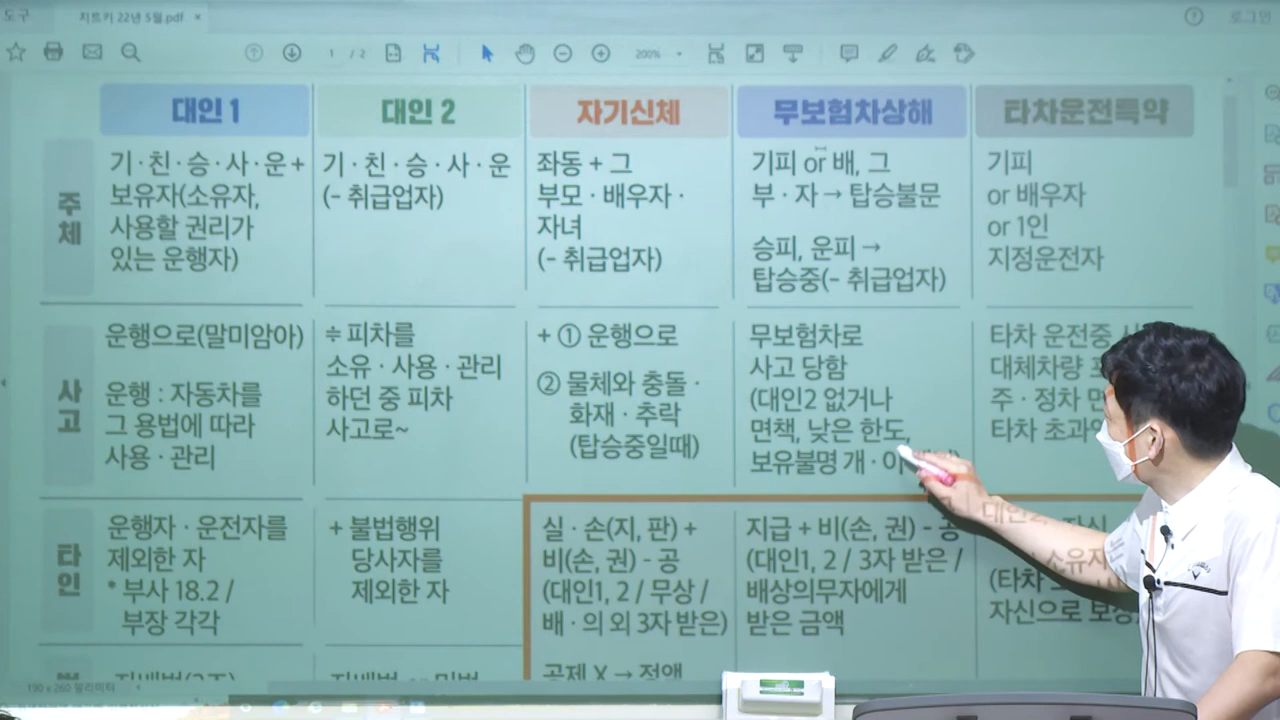 도구
지트키 22년 5월.pdf ×
로그인
1 / 2
200%
대인 1
대인 2
자기신체
무보험차상해
타차운전특약
주체
기 · 친 · 승 · 사 · 운 +
보유자(소유자,
사용할 권리가
있는 운행자)
기 · 친 · 승 · 사 · 운
(- 취급업자)
좌동 + 그
부모 · 배우자 ·
자녀
(- 취급업자)
기피 or 배, 그
부 · 자 → 탑승불문
승피, 운피 →
탑승중(- 취급업자)
기피
or 배우자
or 1인
지정운전자
사고
운행으로(말미암아)
운행 : 자동차를
그 용법에 따라
사용 · 관리
÷ 피차를
소유 · 사용 · 관리
하던 중 피차
사고로~
+ ① 운행으로
② 물체와 충돌 ·
화재 · 추락
(탑승중일때)
무보험차로
사고 당함
(대인2 없거나
면책, 낮은 한도
보유불명 개 ·
타차 운전중
대체차량
주 · 정차
타차
타인
운행자 · 운전자를
제외한 자
* 부사 18.2 /
부장 각각
+ 불법행위
당사자를
제외한 자
실 · 손(지, 판) +
비(손, 권) - 공
(대인1, 2 / 무상 /
배 · 의 외 3자 받은)
지급 + 비(손, 권) - 공
(대인1, 2 / 3자 받은 /
배상의무자에게
받은 금액
소유자
(타차
자신으로
공제 X → 정액
190 x 260 밀리미터